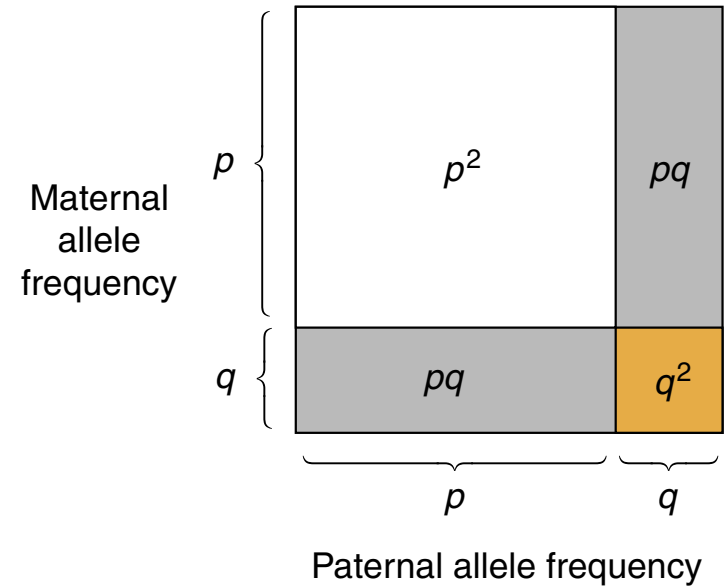 p
p²
pq
Maternal
allele
frequency
q
pq
q²
p
q
Paternal allele frequency